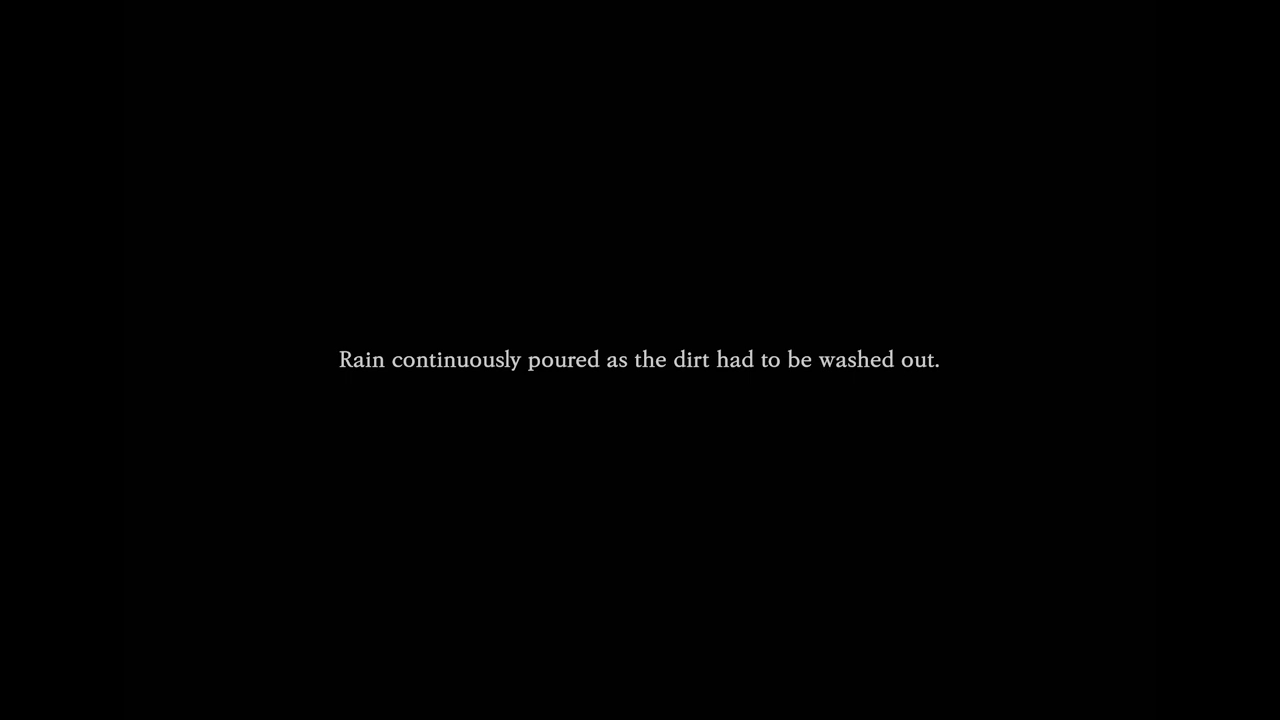 Rain continuously poured as the dirt had to be washed out.